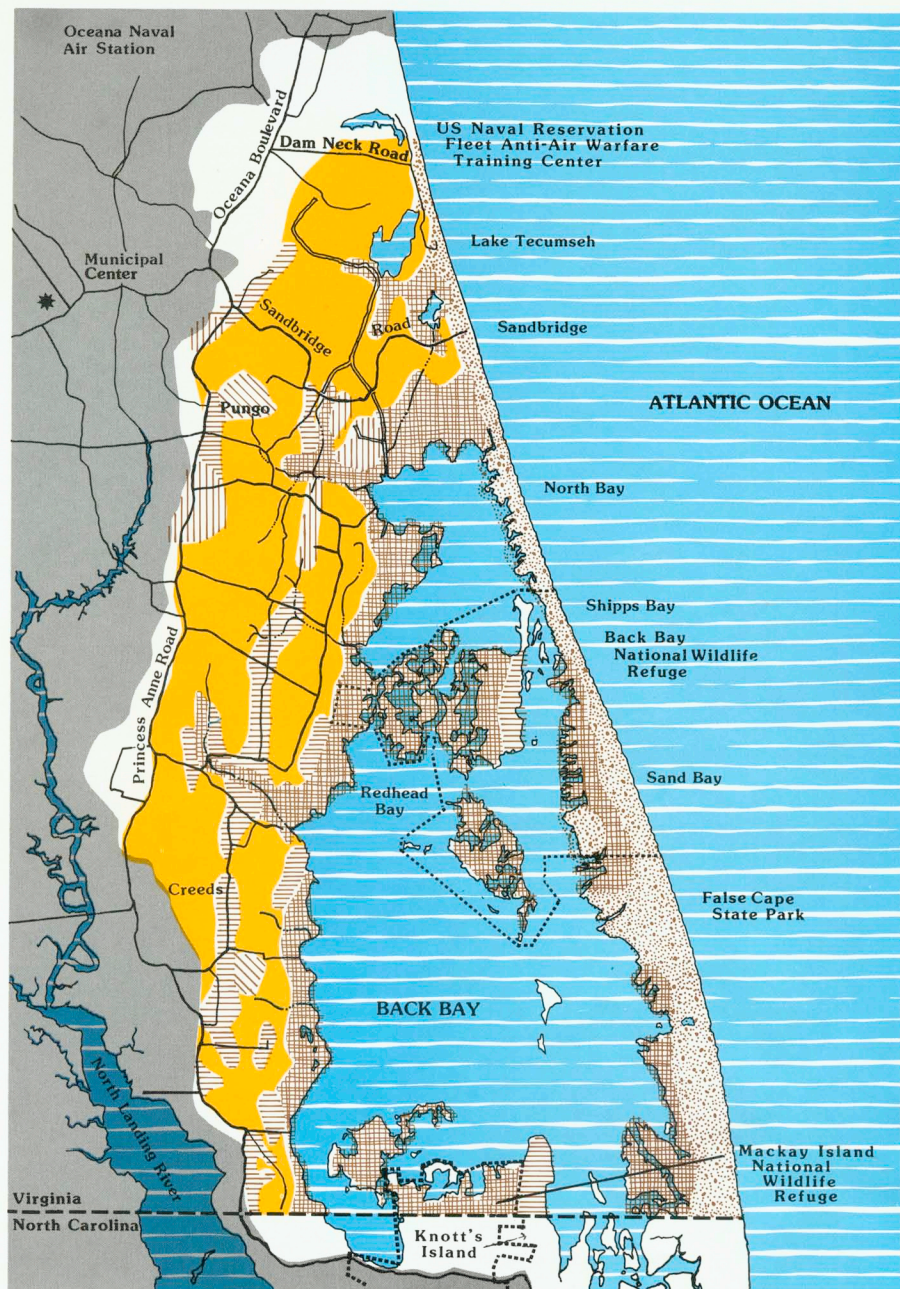 Oceana Naval
Air Station
Oceana Boulevard
Dam Neck Road
US Naval Reservation
Fleet Anti-Air Warfare
Training Center
Lake Tecumseh
Municipal
Center
Sandbridge Road
Sandbridge
Pungo
ATLANTIC OCEAN
North Bay
Shipps Bay
Back Bay
National Wildlife
Refuge
Princess Anne Road
Redhead
Bay
Sand Bay
Creeds
False Cape
State Park
BACK BAY
North Landing River
Mackay Island
National
Wildlife
Refuge
Virginia
North Carolina
Knott's
Island